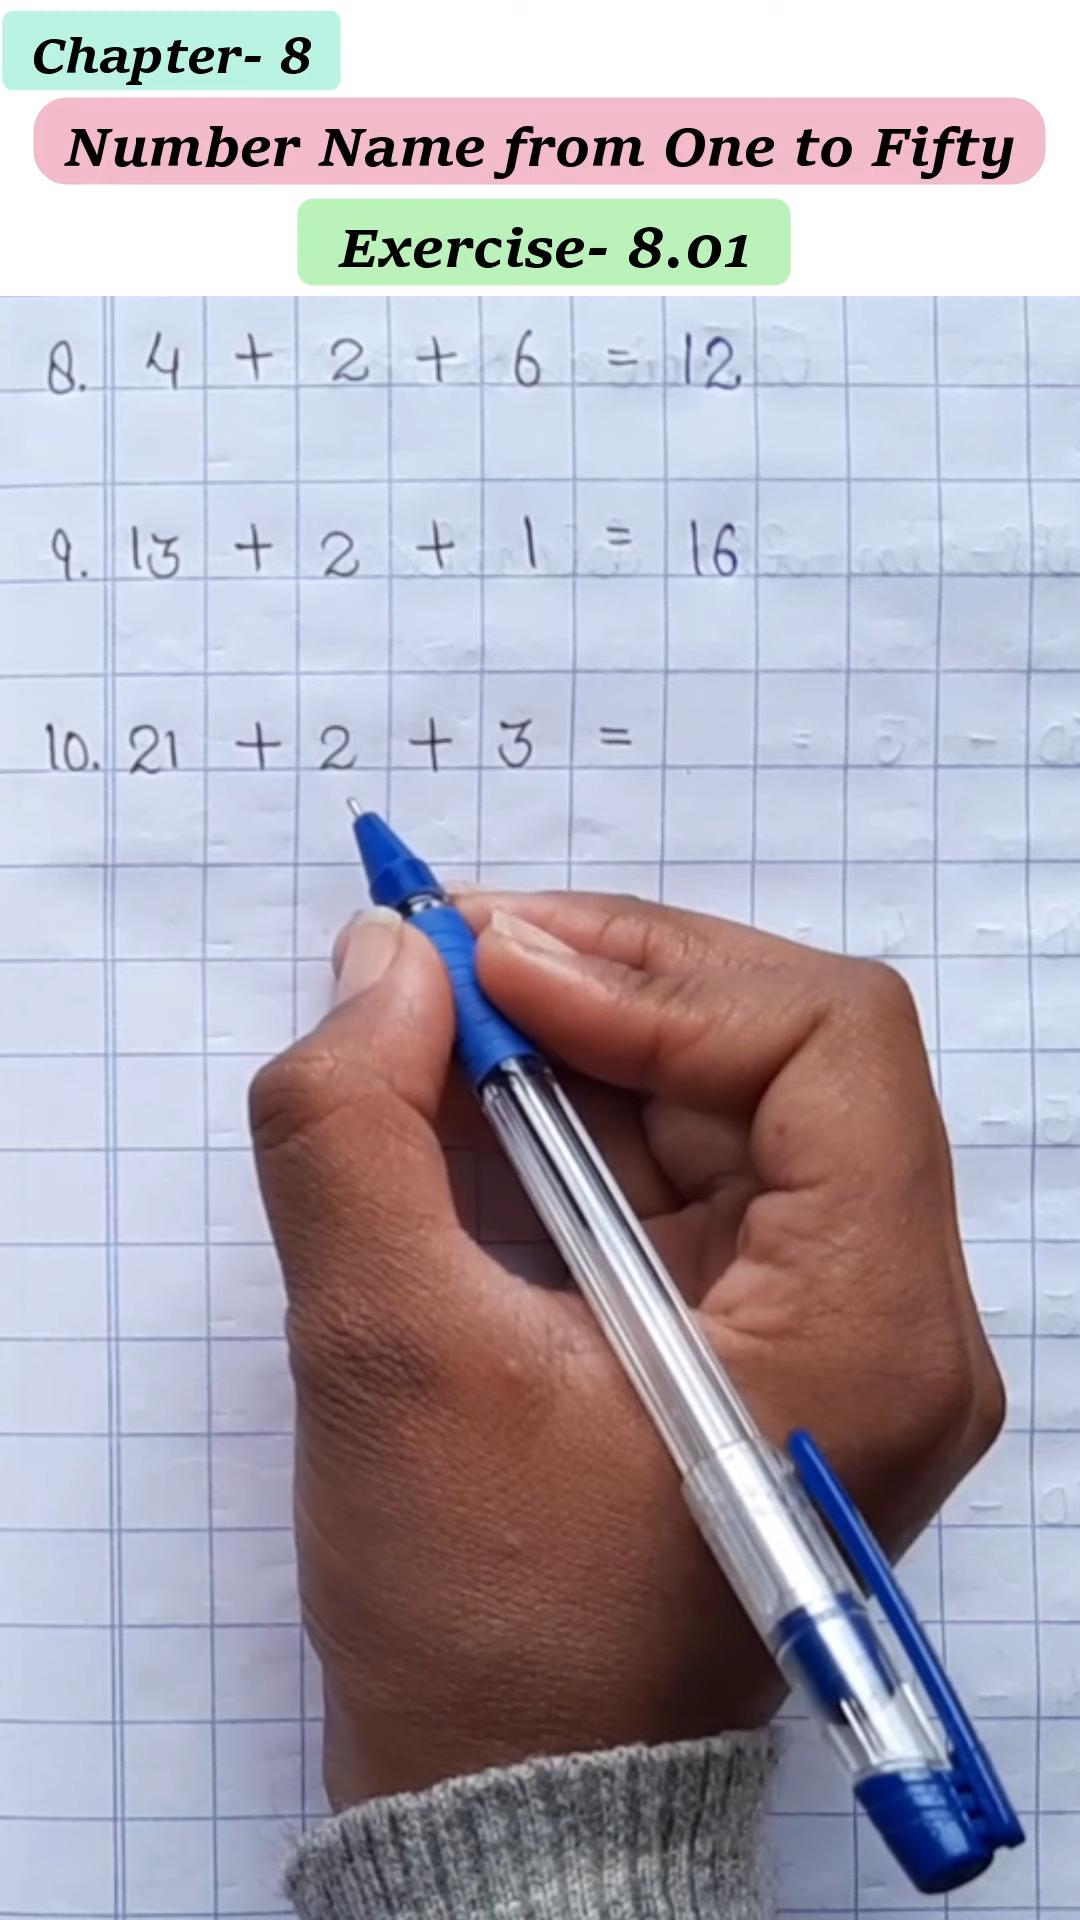 Chapter- 8
Number Name from One to Fifty
Exercise- 8.01
8. 4 + 2 + 6 = 12
9. 13 + 2 + 1 = 16
10. 21 + 2 + 3 =